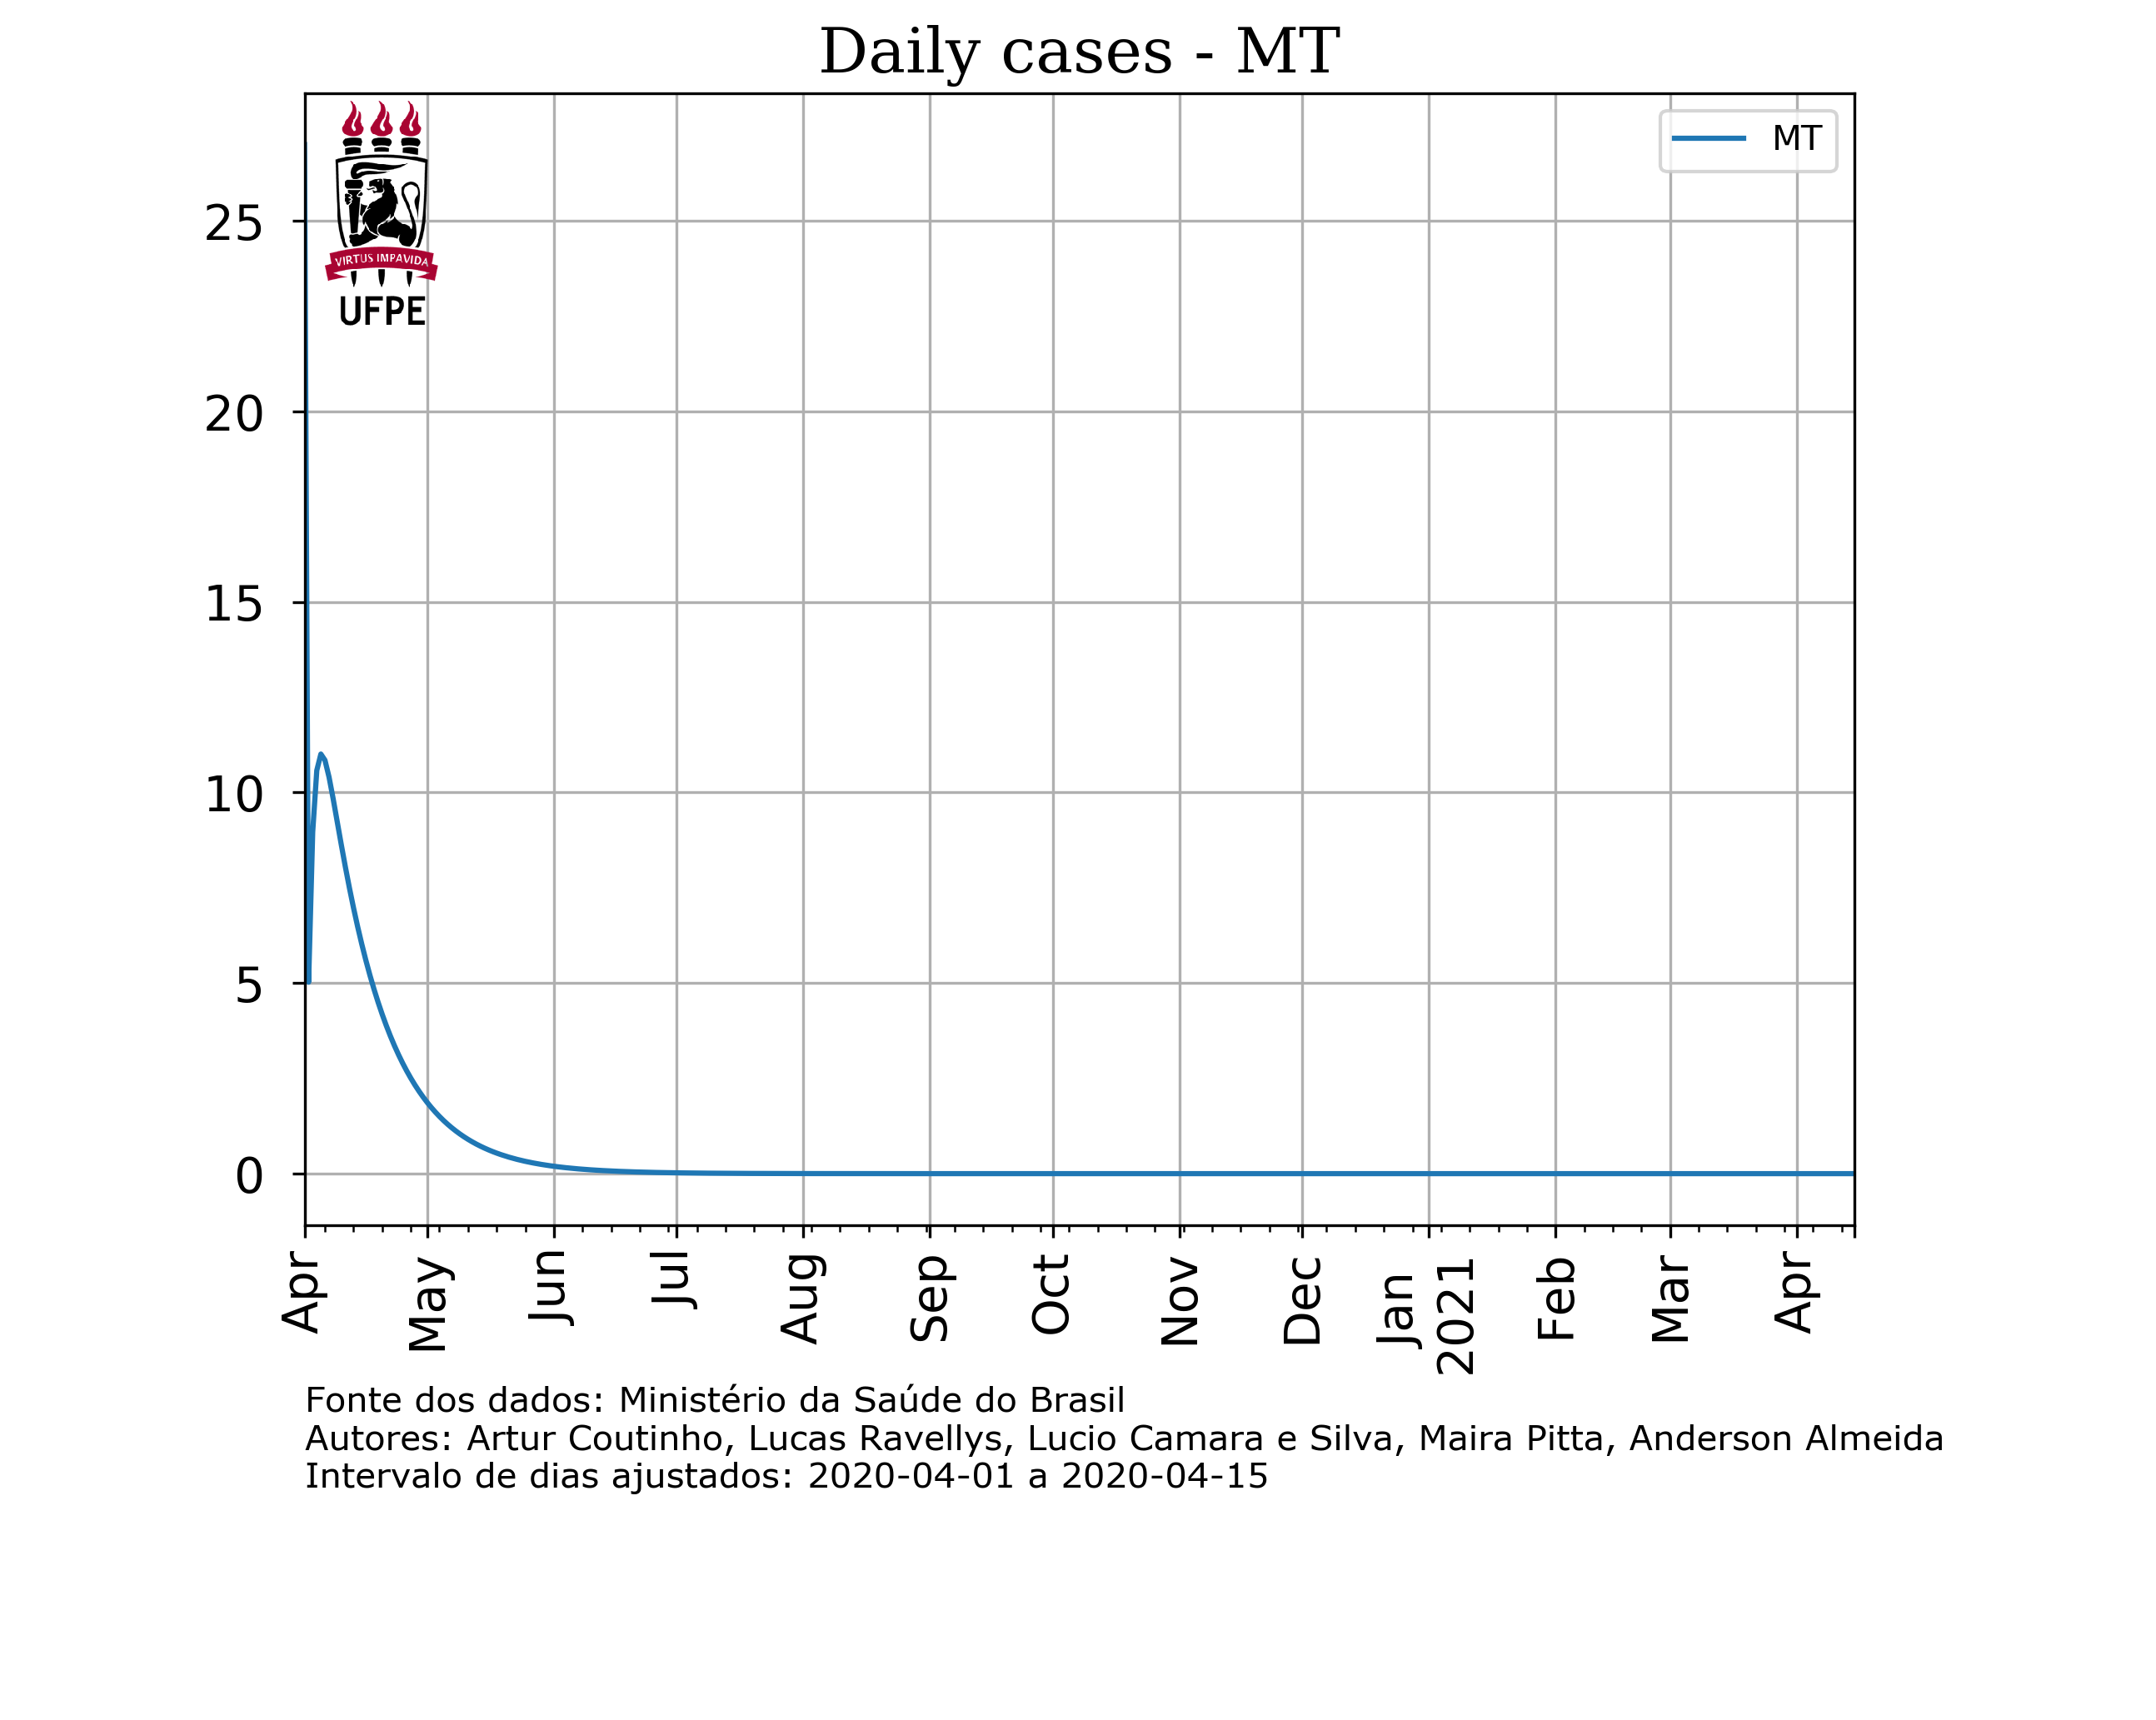 Daily cases - MT
MT
VIRTUS IMPAVIDA
UFPE
25
20
15
10
5
0
Apr
May
Jun
Jul
Aug
Sep
Oct
Nov
Dec
Jan
2021
Feb
Mar
Apr
Fonte dos dados: Ministério da Saúde do Brasil
Autores: Artur Coutinho, Lucas Ravellys, Lucio Camara e Silva, Maira Pitta, Anderson Almeida
Intervalo de dias ajustados: 2020-04-01 a 2020-04-15